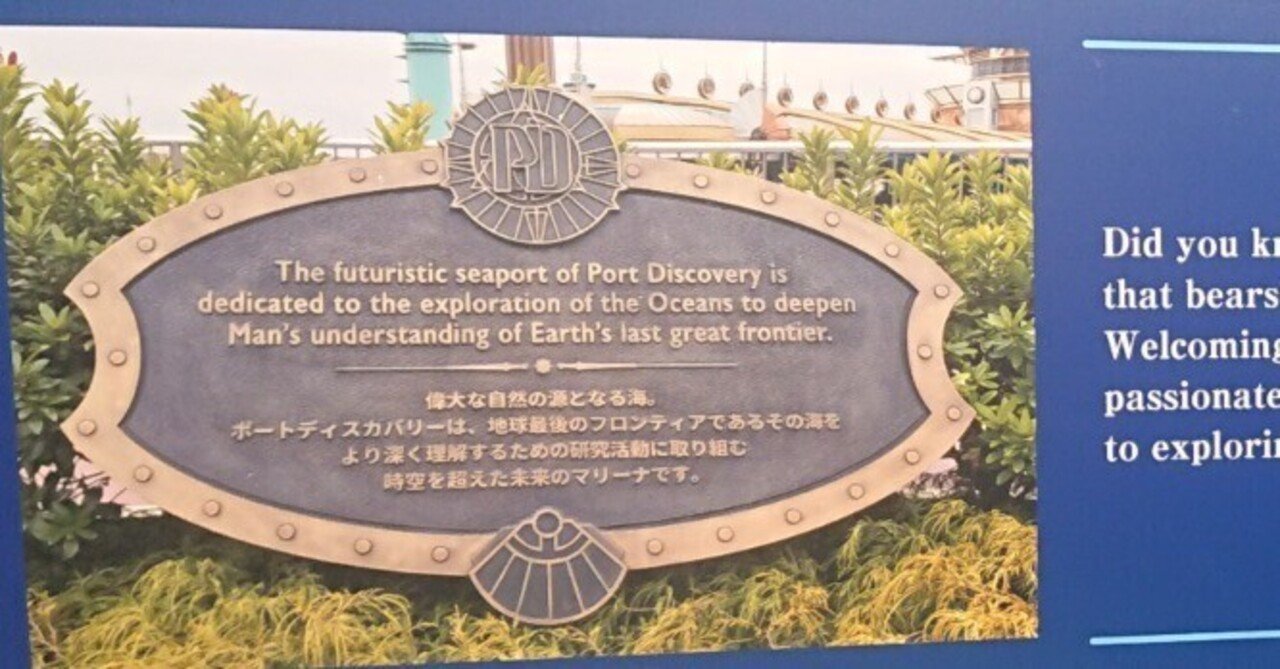 PD
The futuristic seaport of Port Discovery is
dedicated to the exploration of the Oceans to deepen
Man's understanding of Earth's last great frontier.
偉大な自然の源となる海。
ポートディスカバリーは、地球最後のフロンティアであるその海を
より深く理解するための研究活動に取り組む
時空を超えた未来のマリーナです。
Did you
that bears
Welcoming
passionate
to